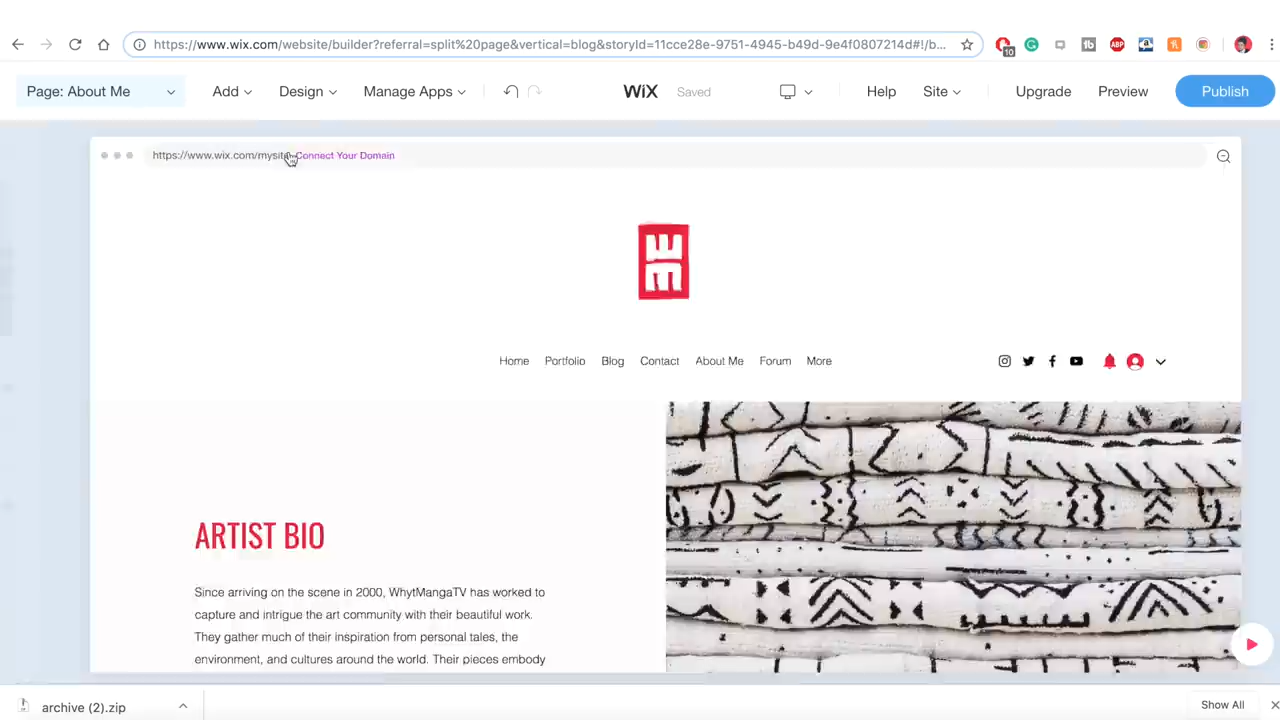 https://www.wix.com/website/builder?referral=split%20page&vertical=blog&storyId=11cce28e-9751-4945-b49d-9e4f0807214d#!/b...
10
ABP
Page: About Me
Add
Design
Manage Apps
WiX
Saved
Help
Site
Upgrade
Preview
Publish
https://www.wix.com/mysite Connect Your Domain
Home
Portfolio
Blog
Contact
About Me
Forum
More
ARTIST BIO
Since arriving on the scene in 2000, WhytMangaTV has worked to
capture and intrigue the art community with their beautiful work.
They gather much of their inspiration from personal tales, the
environment, and cultures around the world. Their pieces embody
archive (2).zip
Show All